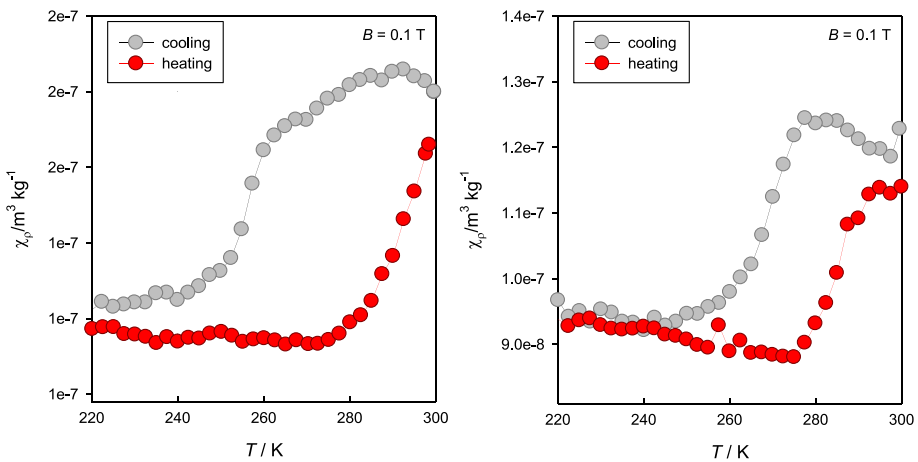 2e-7
2e-7
2e-7
1e-7
1e-7
1e-7
220 240 260 280 300
T / K
χρ/m³ kg⁻¹
cooling
heating
B = 0.1 T
1.4e-7
1.3e-7
1.2e-7
1.1e-7
1.0e-7
9.0e-8
220 240 260 280 300
T / K
χρ/m³ kg⁻¹
cooling
heating
B = 0.1 T